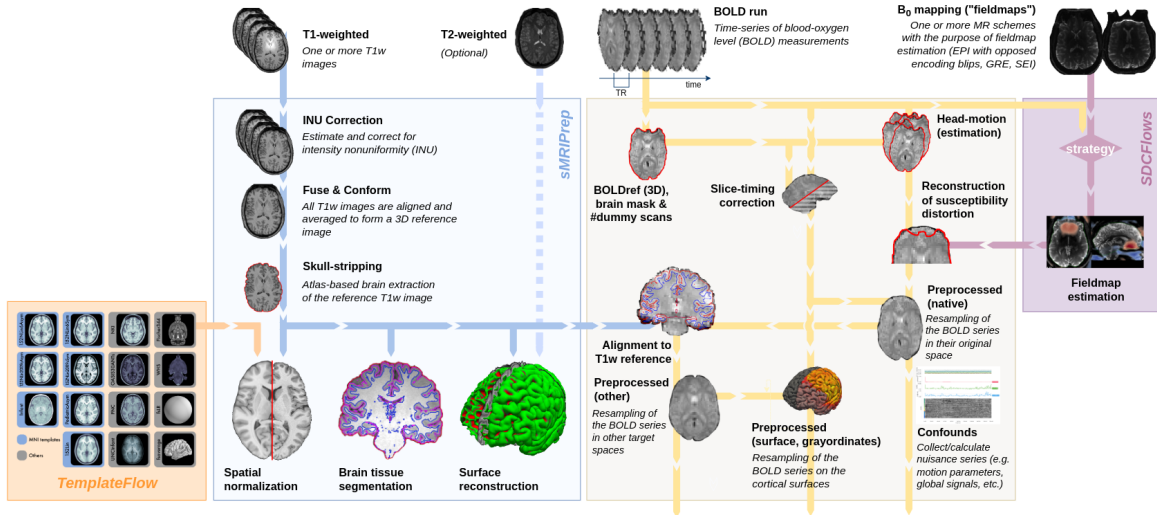 T1-weighted
One or more T1w
images
T2-weighted
(Optional)
BOLD run
Time-series of blood-oxygen
level (BOLD) measurements
TR
time
B0 mapping ("fieldmaps")
One or more MR schemes
with the purpose of fieldmap
estimation (EPI with opposed
encoding blips, GRE, SEI)
sMRIPrep
INU Correction
Estimate and correct for
intensity nonuniformity (INU)
Fuse & Conform
All T1w images are aligned and
averaged to form a 3D reference
image
Skull-stripping
Atlas-based brain extraction
of the reference T1w image
Spatial
normalization
Brain tissue
segmentation
Surface
reconstruction
MNI templates
Others
TemplateFlow
BOLDref (3D),
brain mask &
#dummy scans
Slice-timing
correction
Head-motion
(estimation)
Reconstruction
of susceptibility
distortion
SDCFlows
strategy
Fieldmap
estimation
Alignment to
T1w reference
Preprocessed
(native)
Resampling of
the BOLD series
in their original
space
Preprocessed
(other)
Resampling of
the BOLD series
in other target
spaces
Preprocessed
(surface, grayordinates)
Resampling of the
BOLD series on the
cortical surfaces
Confounds
Collect/calculate
nuisance series (e.g.
motion parameters,
global signals, etc.)